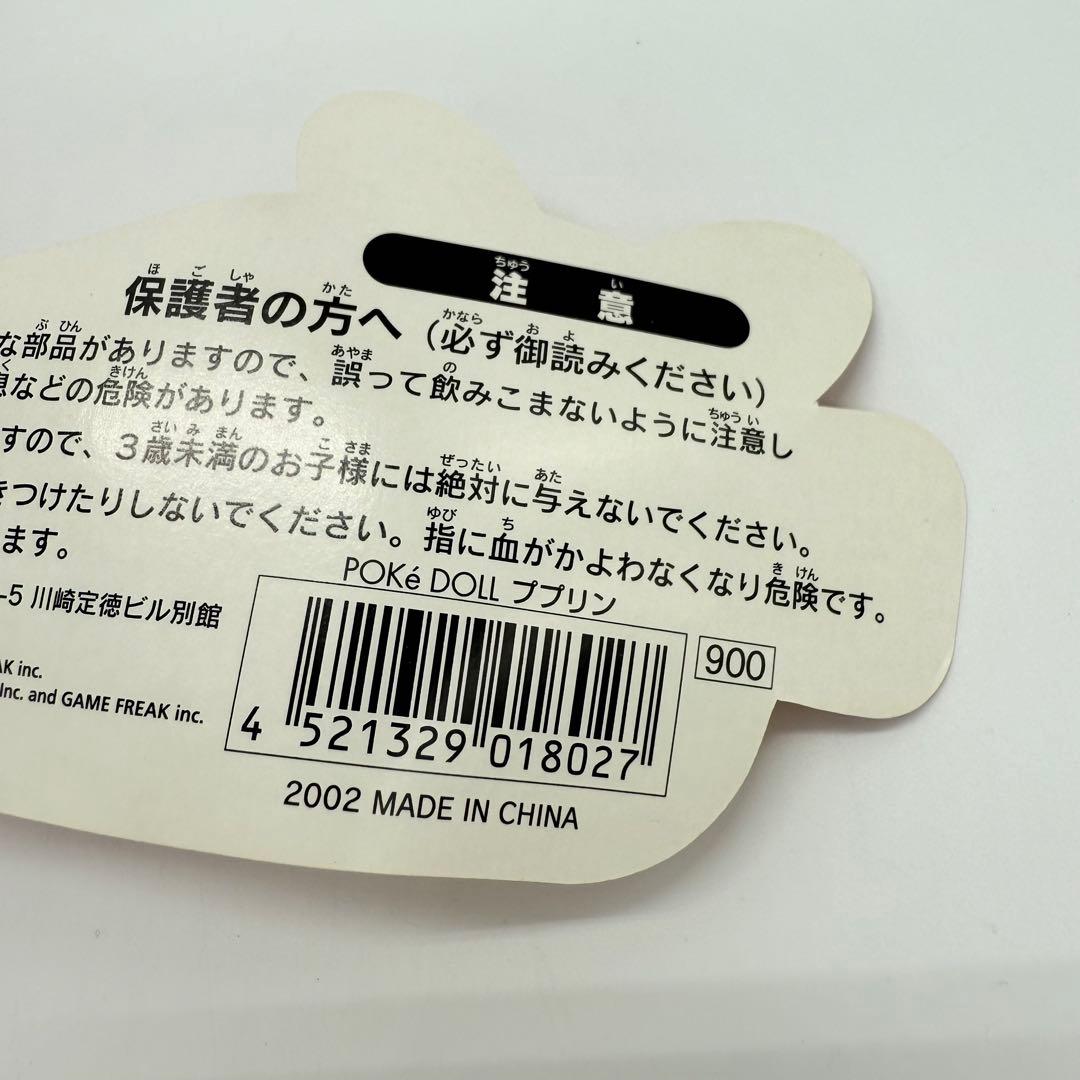 注意
保護者の方へ（必ず御読みください）
な部品がありますので、誤って飲みこまないように注意し
息などの危険があります。
すので、3歳未満のお子様には絶対に与えないでください。
きつけたりしないでください。指に血がかよわなくなり危険です。
ます。
POKé DOLL ププリン
-5 川崎定徳ビル別館
900
AK inc.
Inc. and GAME FREAK inc.
4 521329 018027
2002 MADE IN CHINA